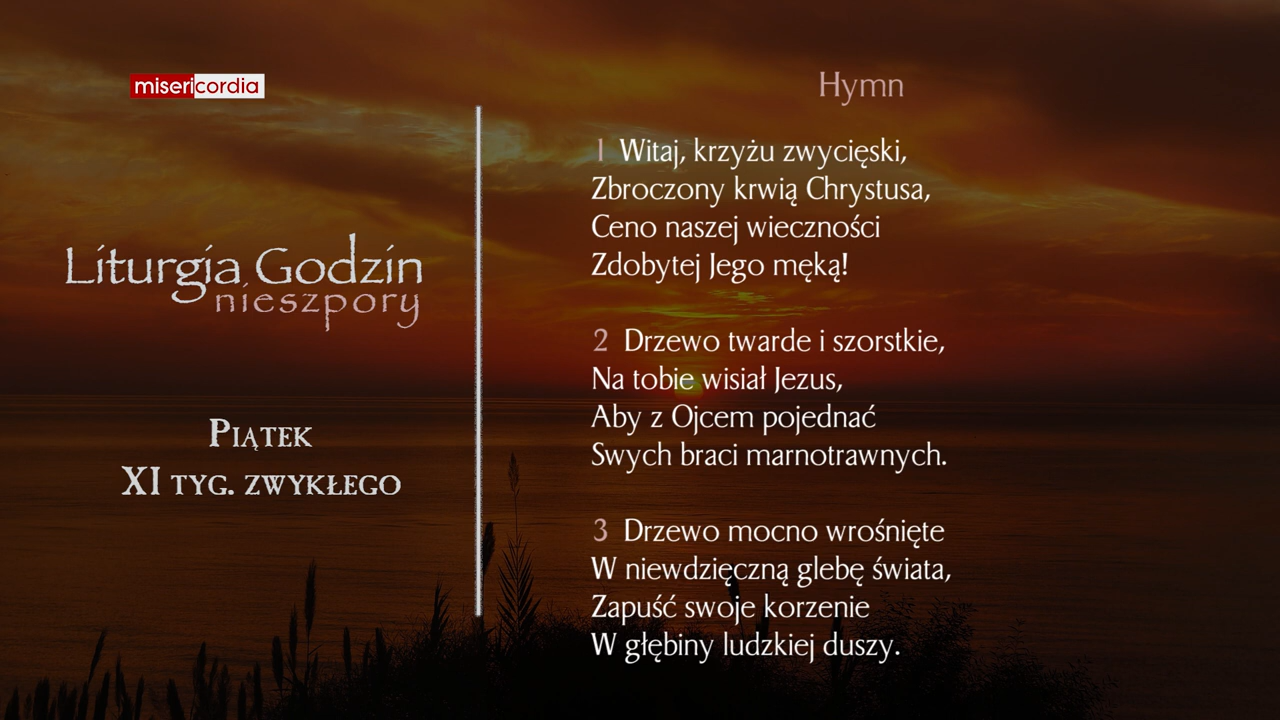 misericordia
Liturgia Godzin
nieszpory
Piątek
XI tyg. zwykłego
Hymn
1 Witaj, krzyżu zwycięski,
Zbroczony krwią Chrystusa,
Ceno naszej wieczności
Zdobytej Jego męką!
2 Drzewo twarde i szorstkie,
Na tobie wisiał Jezus,
Aby z Ojcem pojednać
Swych braci marnotrawnych.
3 Drzewo mocno wrośnięte
W niewdzięczną glebę świata,
Zapuść swoje korzenie
W głębiny ludzkiej duszy.